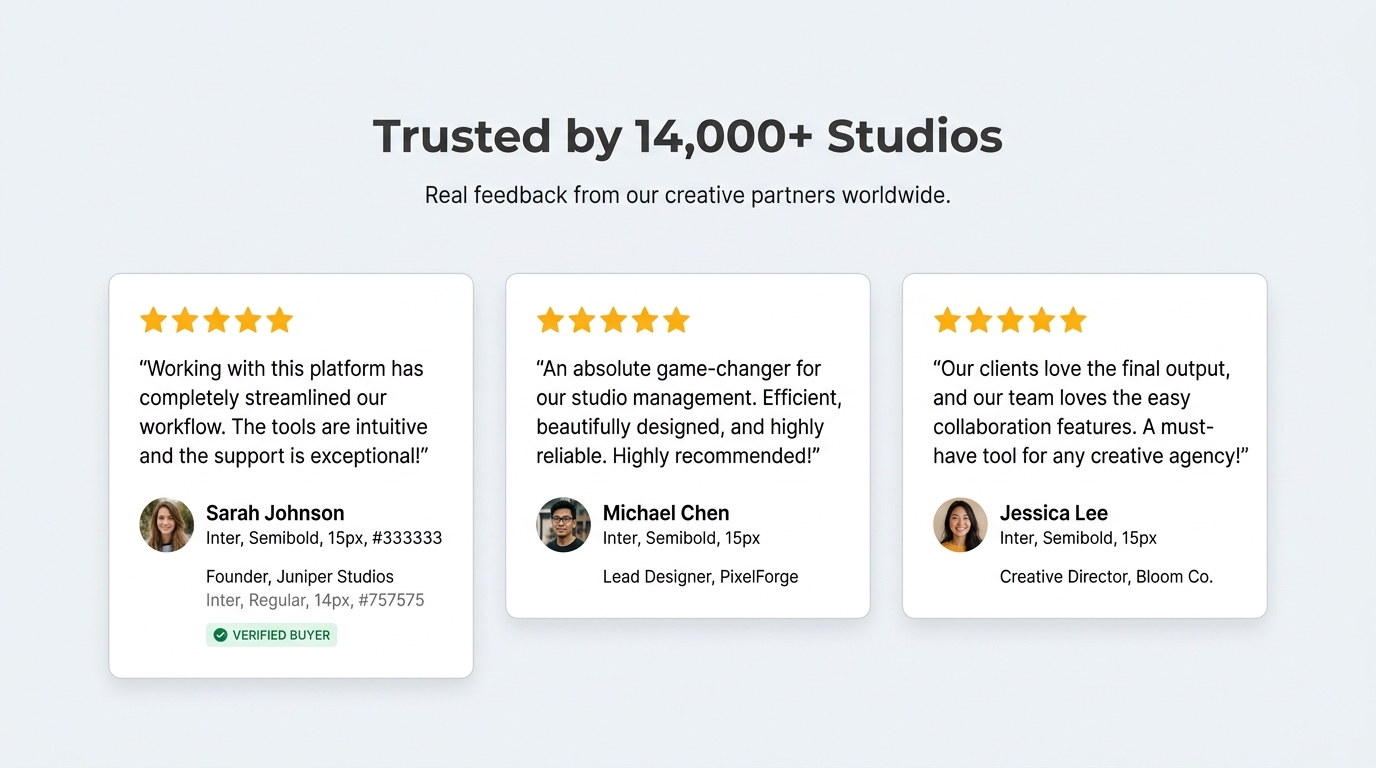 Trusted by 14,000+ Studios
Real feedback from our creative partners worldwide.
“Working with this platform has
completely streamlined our
workflow. The tools are intuitive
and the support is exceptional!”
Sarah Johnson
Inter, Semibold, 15px, #333333
Founder, Juniper Studios
Inter, Regular, 14px, #757575
VERIFIED BUYER
“An absolute game-changer for
our studio management. Efficient,
beautifully designed, and highly
reliable. Highly recommended!”
Michael Chen
Inter, Semibold, 15px
Lead Designer, PixelForge
“Our clients love the final output,
and our team loves the easy
collaboration features. A must-
have tool for any creative agency!”
Jessica Lee
Inter, Semibold, 15px
Creative Director, Bloom Co.